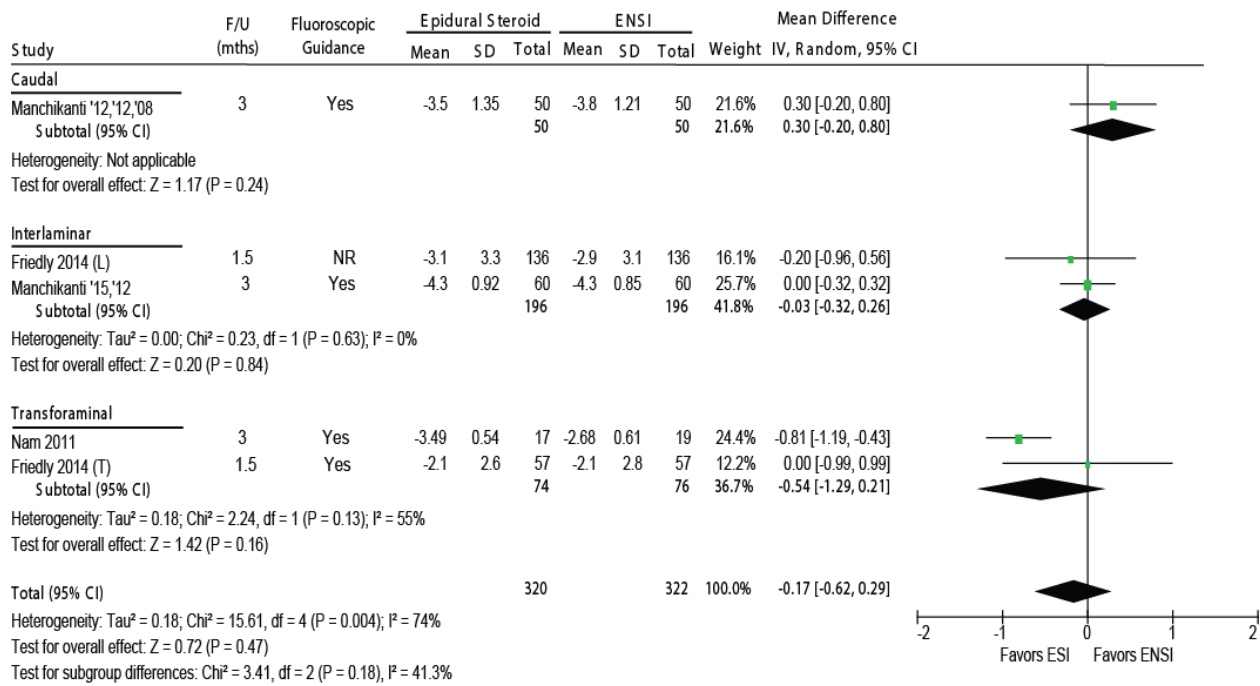 F/U Fluoroscopic Epidural Steroid ENSI Mean Difference
Study (mths) Guidance Mean SD Total Mean SD Total Weight IV, Random, 95% CI
Caudal
Manchikanti '12,'12,'08 3 Yes -3.5 1.35 50 -3.8 1.21 50 21.6% 0.30 [-0.20, 0.80]
Subtotal (95% CI) 50 50 21.6% 0.30 [-0.20, 0.80]
Heterogeneity: Not applicable
Test for overall effect: Z = 1.17 (P = 0.24)
Interlaminar
Friedly 2014 (L) 1.5 NR -3.1 3.3 136 -2.9 3.1 136 16.1% -0.20 [-0.96, 0.56]
Manchikanti '15,'12 3 Yes -4.3 0.92 60 -4.3 0.85 60 25.7% 0.00 [-0.32, 0.32]
Subtotal (95% CI) 196 196 41.8% -0.03 [-0.32, 0.26]
Heterogeneity: Tau² = 0.00; Chi² = 0.23, df = 1 (P = 0.63); I² = 0%
Test for overall effect: Z = 0.20 (P = 0.84)
Transforaminal
Nam 2011 3 Yes -3.49 0.54 17 -2.68 0.61 19 24.4% -0.81 [-1.19, -0.43]
Friedly 2014 (T) 1.5 Yes -2.1 2.6 57 -2.1 2.8 57 12.2% 0.00 [-0.99, 0.99]
Subtotal (95% CI) 74 76 36.7% -0.54 [-1.29, 0.21]
Heterogeneity: Tau² = 0.18; Chi² = 2.24, df = 1 (P = 0.13); I² = 55%
Test for overall effect: Z = 1.42 (P = 0.16)
Total (95% CI) 320 322 100.0% -0.17 [-0.62, 0.29]
Heterogeneity: Tau² = 0.18; Chi² = 15.61, df = 4 (P = 0.004); I² = 74%
Test for overall effect: Z = 0.72 (P = 0.47)
Test for subgroup differences: Chi² = 3.41, df = 2 (P = 0.18), I² = 41.3%
-2 -1 0 1 2
Favors ESI Favors ENSI